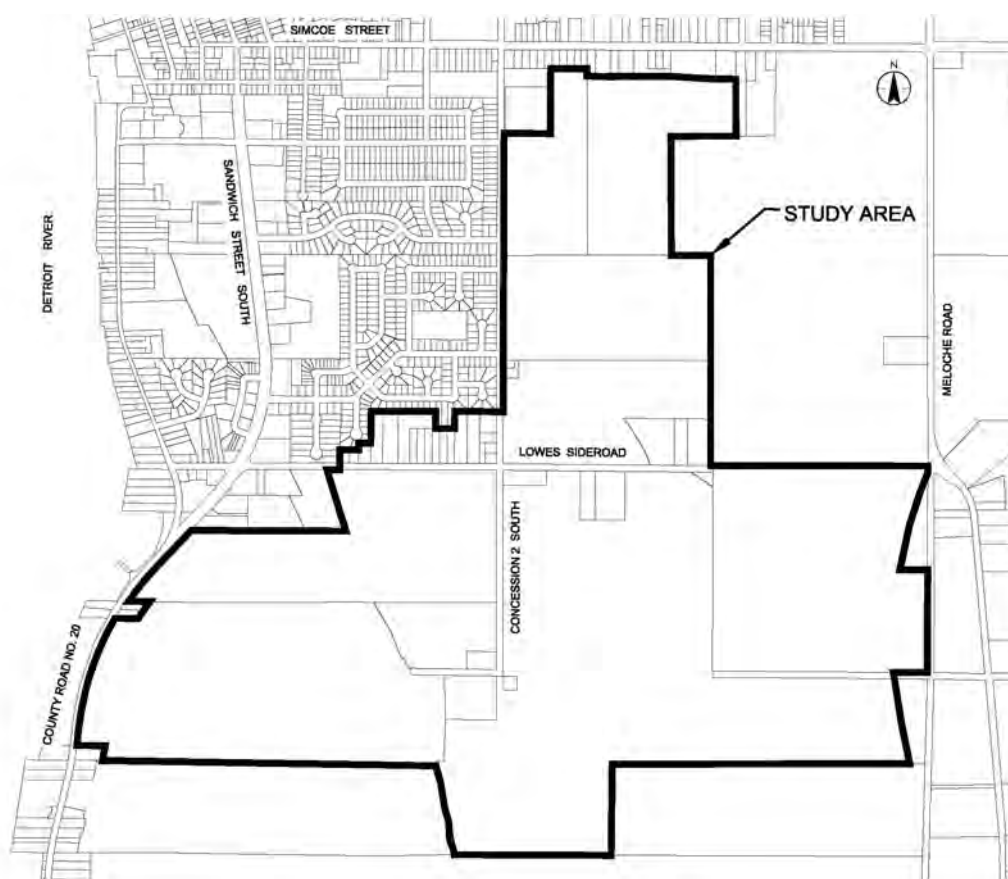 SIMCOE STREET
N
SANDWICH STREET SOUTH
STUDY AREA
DETROIT RIVER
MELOCHE ROAD
LOWES SIDEROAD
CONCESSION 2 SOUTH
COUNTY ROAD NO. 20